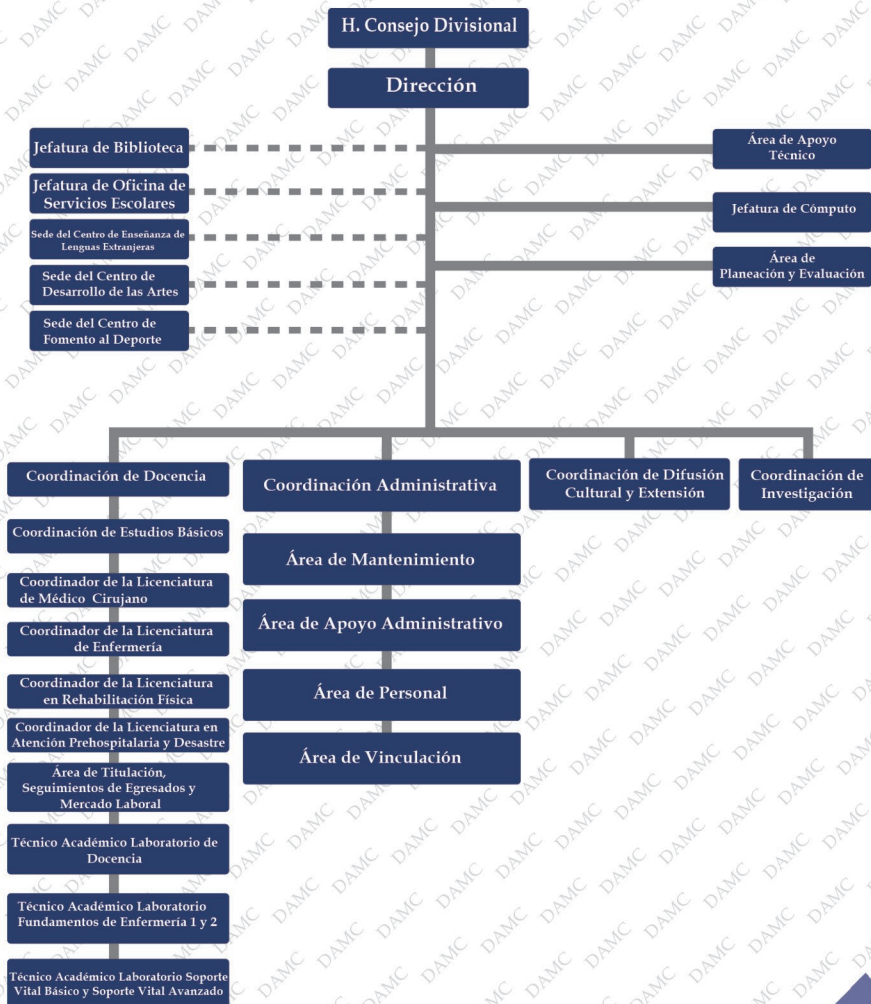 H. Consejo Divisional
Dirección
Jefatura de Biblioteca
Jefatura de Oficina de
Servicios Escolares
Sede del Centro de Enseñanza de
Lenguas Extranjeras
Sede del Centro de
Desarrollo de las Artes
Sede del Centro de
Fomento al Deporte
Área de Apoyo
Técnico
Jefatura de Cómputo
Área de
Planeación y Evaluación
Coordinación de Docencia
Coordinación de Estudios Básicos
Coordinador de la Licenciatura
de Médico Cirujano
Coordinador de la Licenciatura
de Enfermería
Coordinador de la Licenciatura
en Rehabilitación Física
Coordinador de la Licenciatura en
Atención Prehospitalaria y Desastre
Área de Titulación,
Seguimientos de Egresados y
Mercado Laboral
Técnico Académico Laboratorio de
Docencia
Técnico Académico Laboratorio
Fundamentos de Enfermería 1 y 2
Técnico Académico Laboratorio Soporte
Vital Básico y Soporte Vital Avanzado
Coordinación Administrativa
Área de Mantenimiento
Área de Apoyo Administrativo
Área de Personal
Área de Vinculación
Coordinación de Difusión
Cultural y Extensión
Coordinación de
Investigación
DAMC